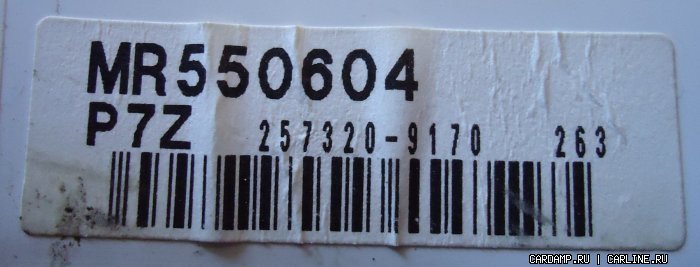 MR550604
P7Z 257320-9170 263
CARDAMP.RU | CARLINE.RU